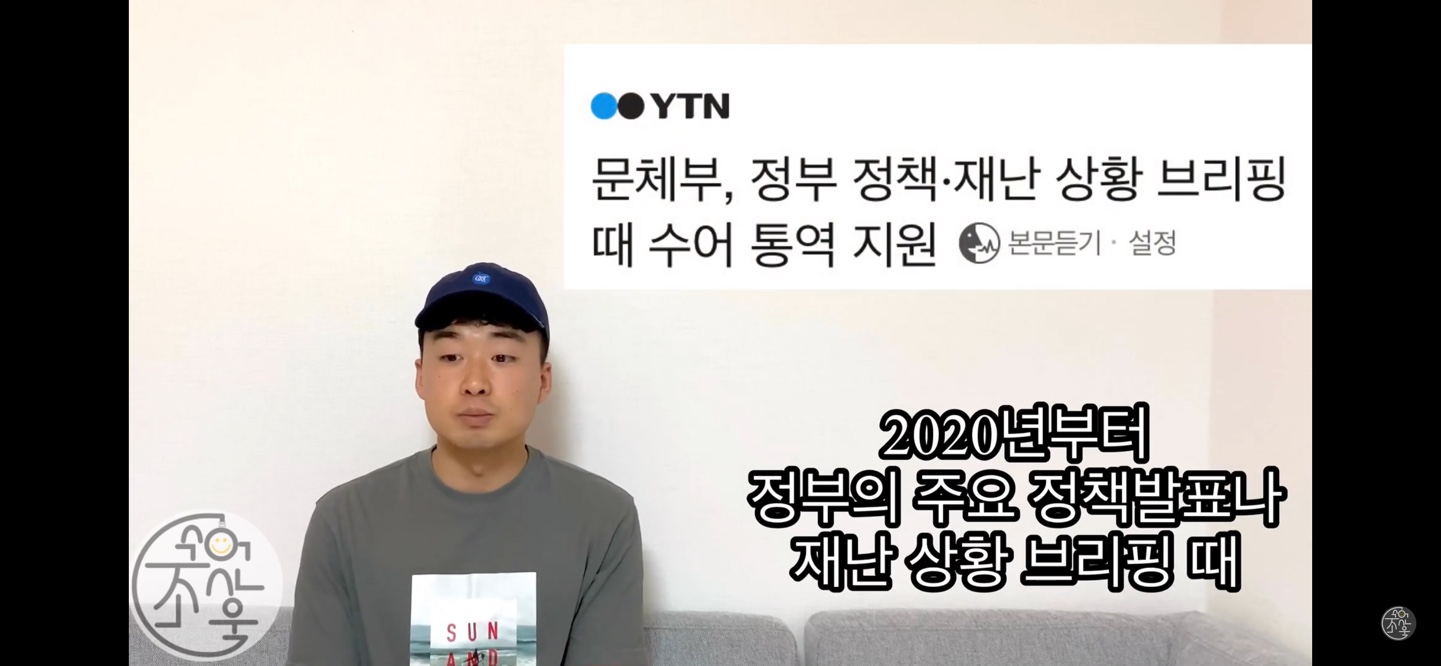 YTN
문체부, 정부 정책·재난 상황 브리핑
때 수어 통역 지원 본문듣기 · 설정
2020년부터
정부의 주요 정책발표나
재난 상황 브리핑 때
SUN
AND